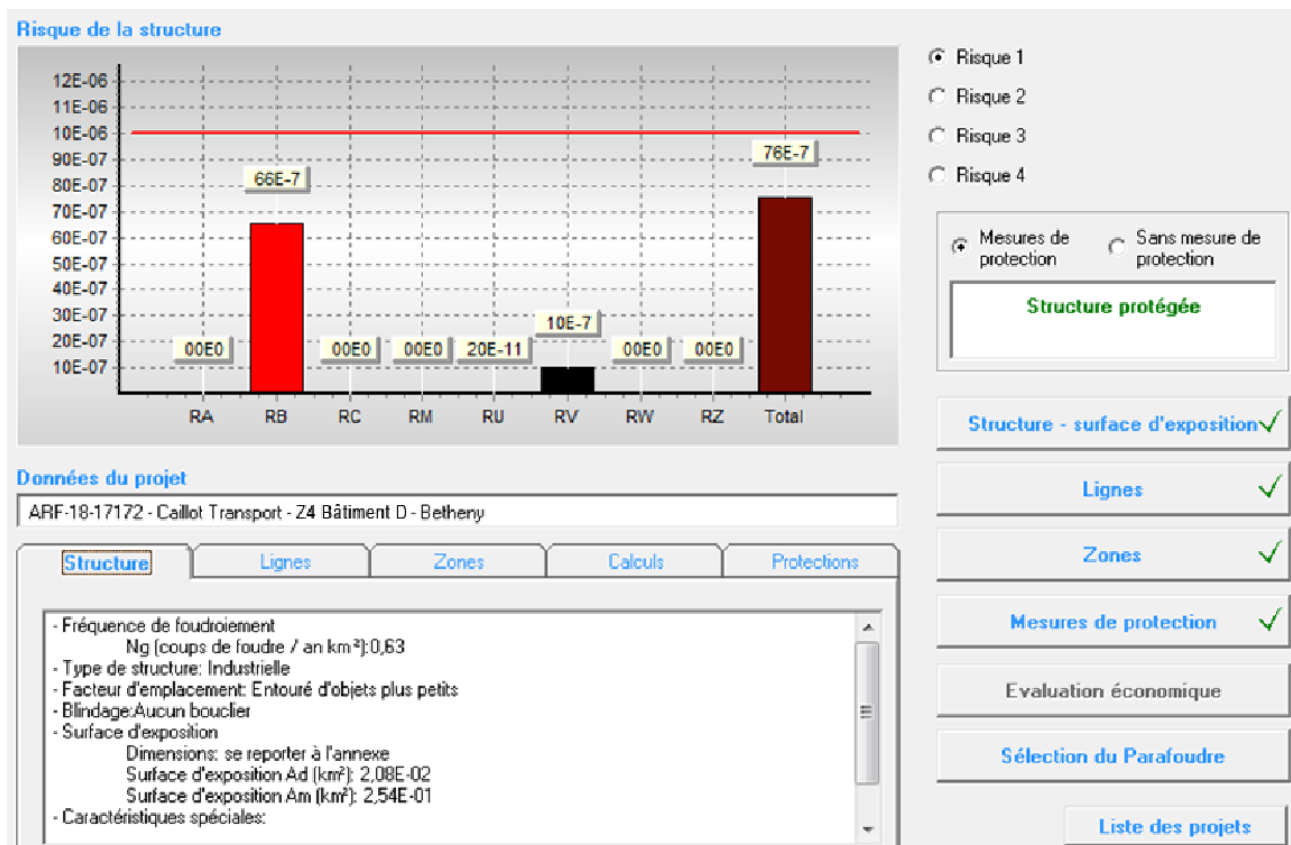 Risque de la structure
12E-06
11E-06
10E-06
90E-07
80E-07
70E-07
60E-07
50E-07
40E-07
30E-07
20E-07
10E-07
00E0
66E-7
00E0
00E0
20E-11
10E-7
00E0
00E0
76E-7
RA RB RC RM RU RV RW RZ Total
Risque 1
Risque 2
Risque 3
Risque 4
Mesures de protection
Sans mesure de protection
Structure protégée
Structure - surface d'exposition
Lignes
Zones
Mesures de protection
Evaluation économique
Sélection du Parafoudre
Liste des projets
Données du projet
ARF-18-17172 - Caillot Transport - Z4 Bâtiment D - Betheny
Structure Lignes Zones Calculs Protections
- Fréquence de foudroiement
Ng (coups de foudre / an km²):0,63
- Type de structure: Industrielle
- Facteur d'emplacement: Entouré d'objets plus petits
- Blindage:Aucun bouclier
- Surface d'exposition
Dimensions: se reporter à l'annexe
Surface d'exposition Ad (km²): 2,08E-02
Surface d'exposition Am (km²): 2,54E-01
- Caractéristiques spéciales: